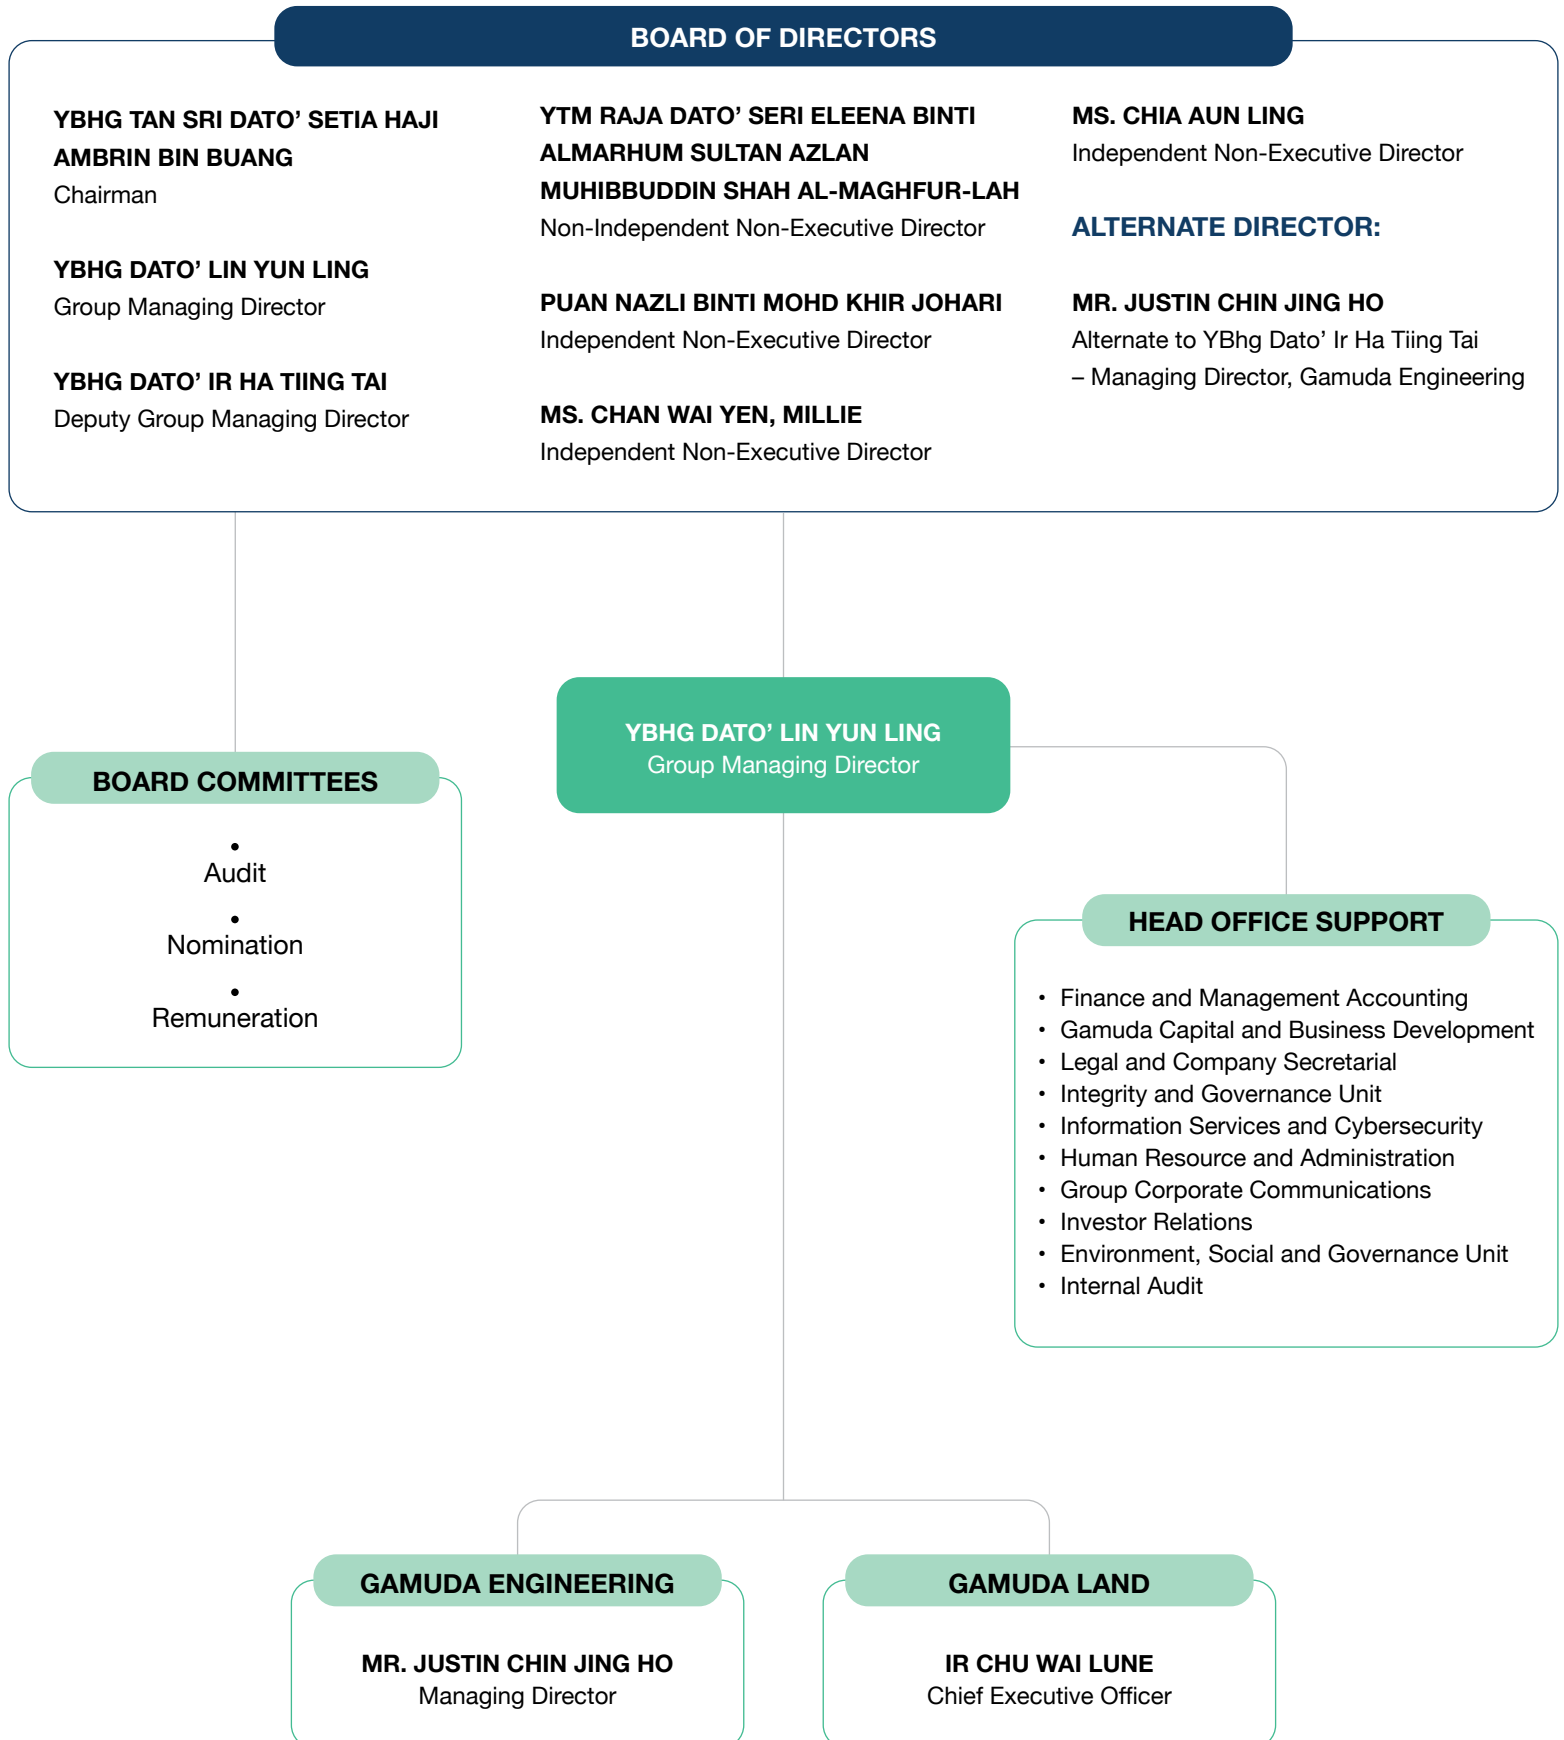 BOARD OF DIRECTORS
YBHG TAN SRI DATO’ SETIA HAJI
AMBRIN BIN BUANG
Chairman
YBHG DATO’ LIN YUN LING
Group Managing Director
YBHG DATO’ IR HA TIING TAI
Deputy Group Managing Director
YTM RAJA DATO’ SERI ELEENA BINTI
ALMARHUM SULTAN AZLAN
MUHIBBUDDIN SHAH AL-MAGHFUR-LAH
Non-Independent Non-Executive Director
PUAN NAZLI BINTI MOHD KHIR JOHARI
Independent Non-Executive Director
MS. CHAN WAI YEN, MILLIE
Independent Non-Executive Director
MS. CHIA AUN LING
Independent Non-Executive Director
ALTERNATE DIRECTOR:
MR. JUSTIN CHIN JING HO
Alternate to YBhg Dato’ Ir Ha Tiing Tai
– Managing Director, Gamuda Engineering
YBHG DATO’ LIN YUN LING
Group Managing Director
BOARD COMMITTEES
•
Audit
•
Nomination
•
Remuneration
HEAD OFFICE SUPPORT
• Finance and Management Accounting
• Gamuda Capital and Business Development
• Legal and Company Secretarial
• Integrity and Governance Unit
• Information Services and Cybersecurity
• Human Resource and Administration
• Group Corporate Communications
• Investor Relations
• Environment, Social and Governance Unit
• Internal Audit
GAMUDA ENGINEERING
MR. JUSTIN CHIN JING HO
Managing Director
GAMUDA LAND
IR CHU WAI LUNE
Chief Executive Officer